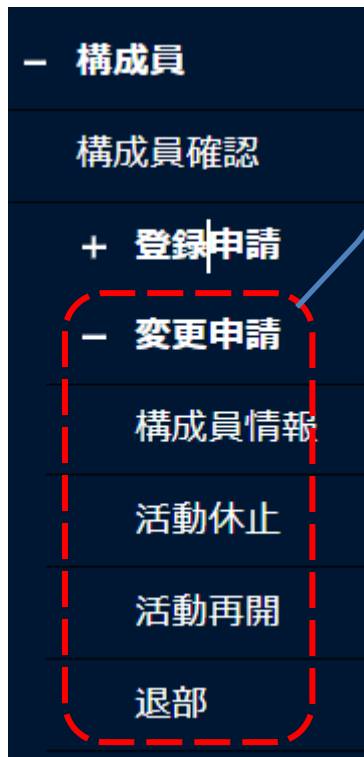 − 構成員
構成員確認
+ 登録申請
− 変更申請
構成員情報
活動休止
活動再開
退部